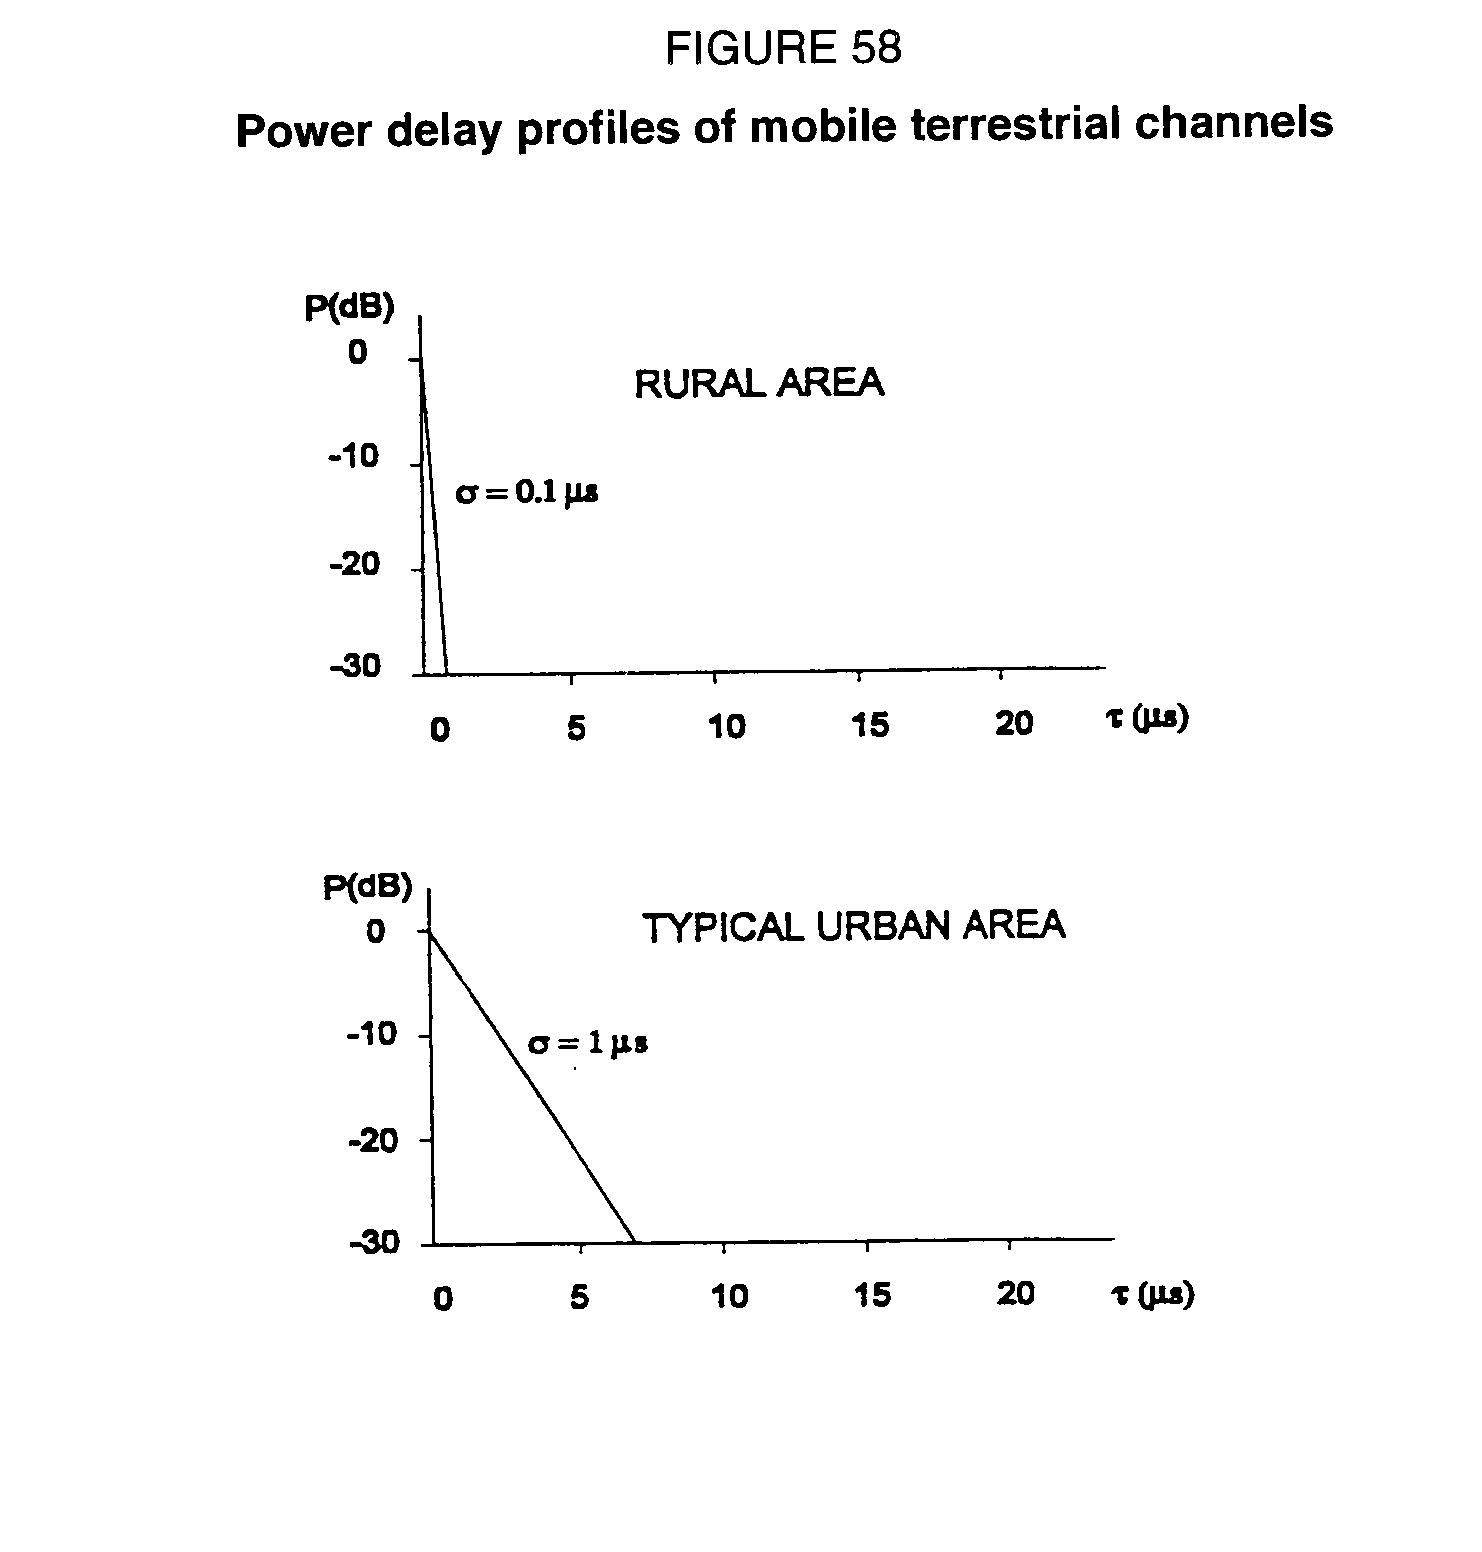 FIGURE 58
Power delay profiles of mobile terrestrial channels
P(dB)
0
RURAL AREA
-10
σ = 0.1 μs
-20
-30
0 5 10 15 20 τ (μs)
P(dB)
0
TYPICAL URBAN AREA
-10
σ = 1 μs
-20
-30
0 5 10 15 20 τ (μs)